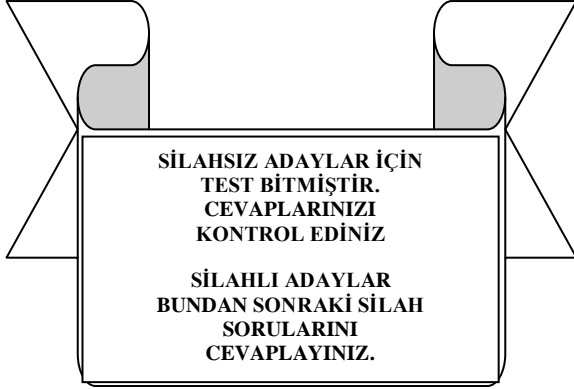 SİLAHSIZ ADAYLAR İÇİN
TEST BİTMİŞTİR.
CEVAPLARINIZI
KONTROL EDİNİZ
SİLAHLI ADAYLAR
BUNDAN SONRAKİ SİLAH
SORULARINI
CEVAPLAYINIZ.